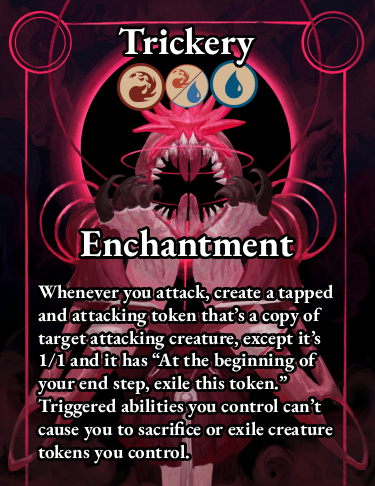 Trickery
Enchantment
Whenever you attack, create a tapped
and attacking token that's a copy of
target attacking creature, except it's
1/1 and it has “At the beginning of
your end step, exile this token.”
Triggered abilities you control can't
cause you to sacrifice or exile creature
tokens you control.